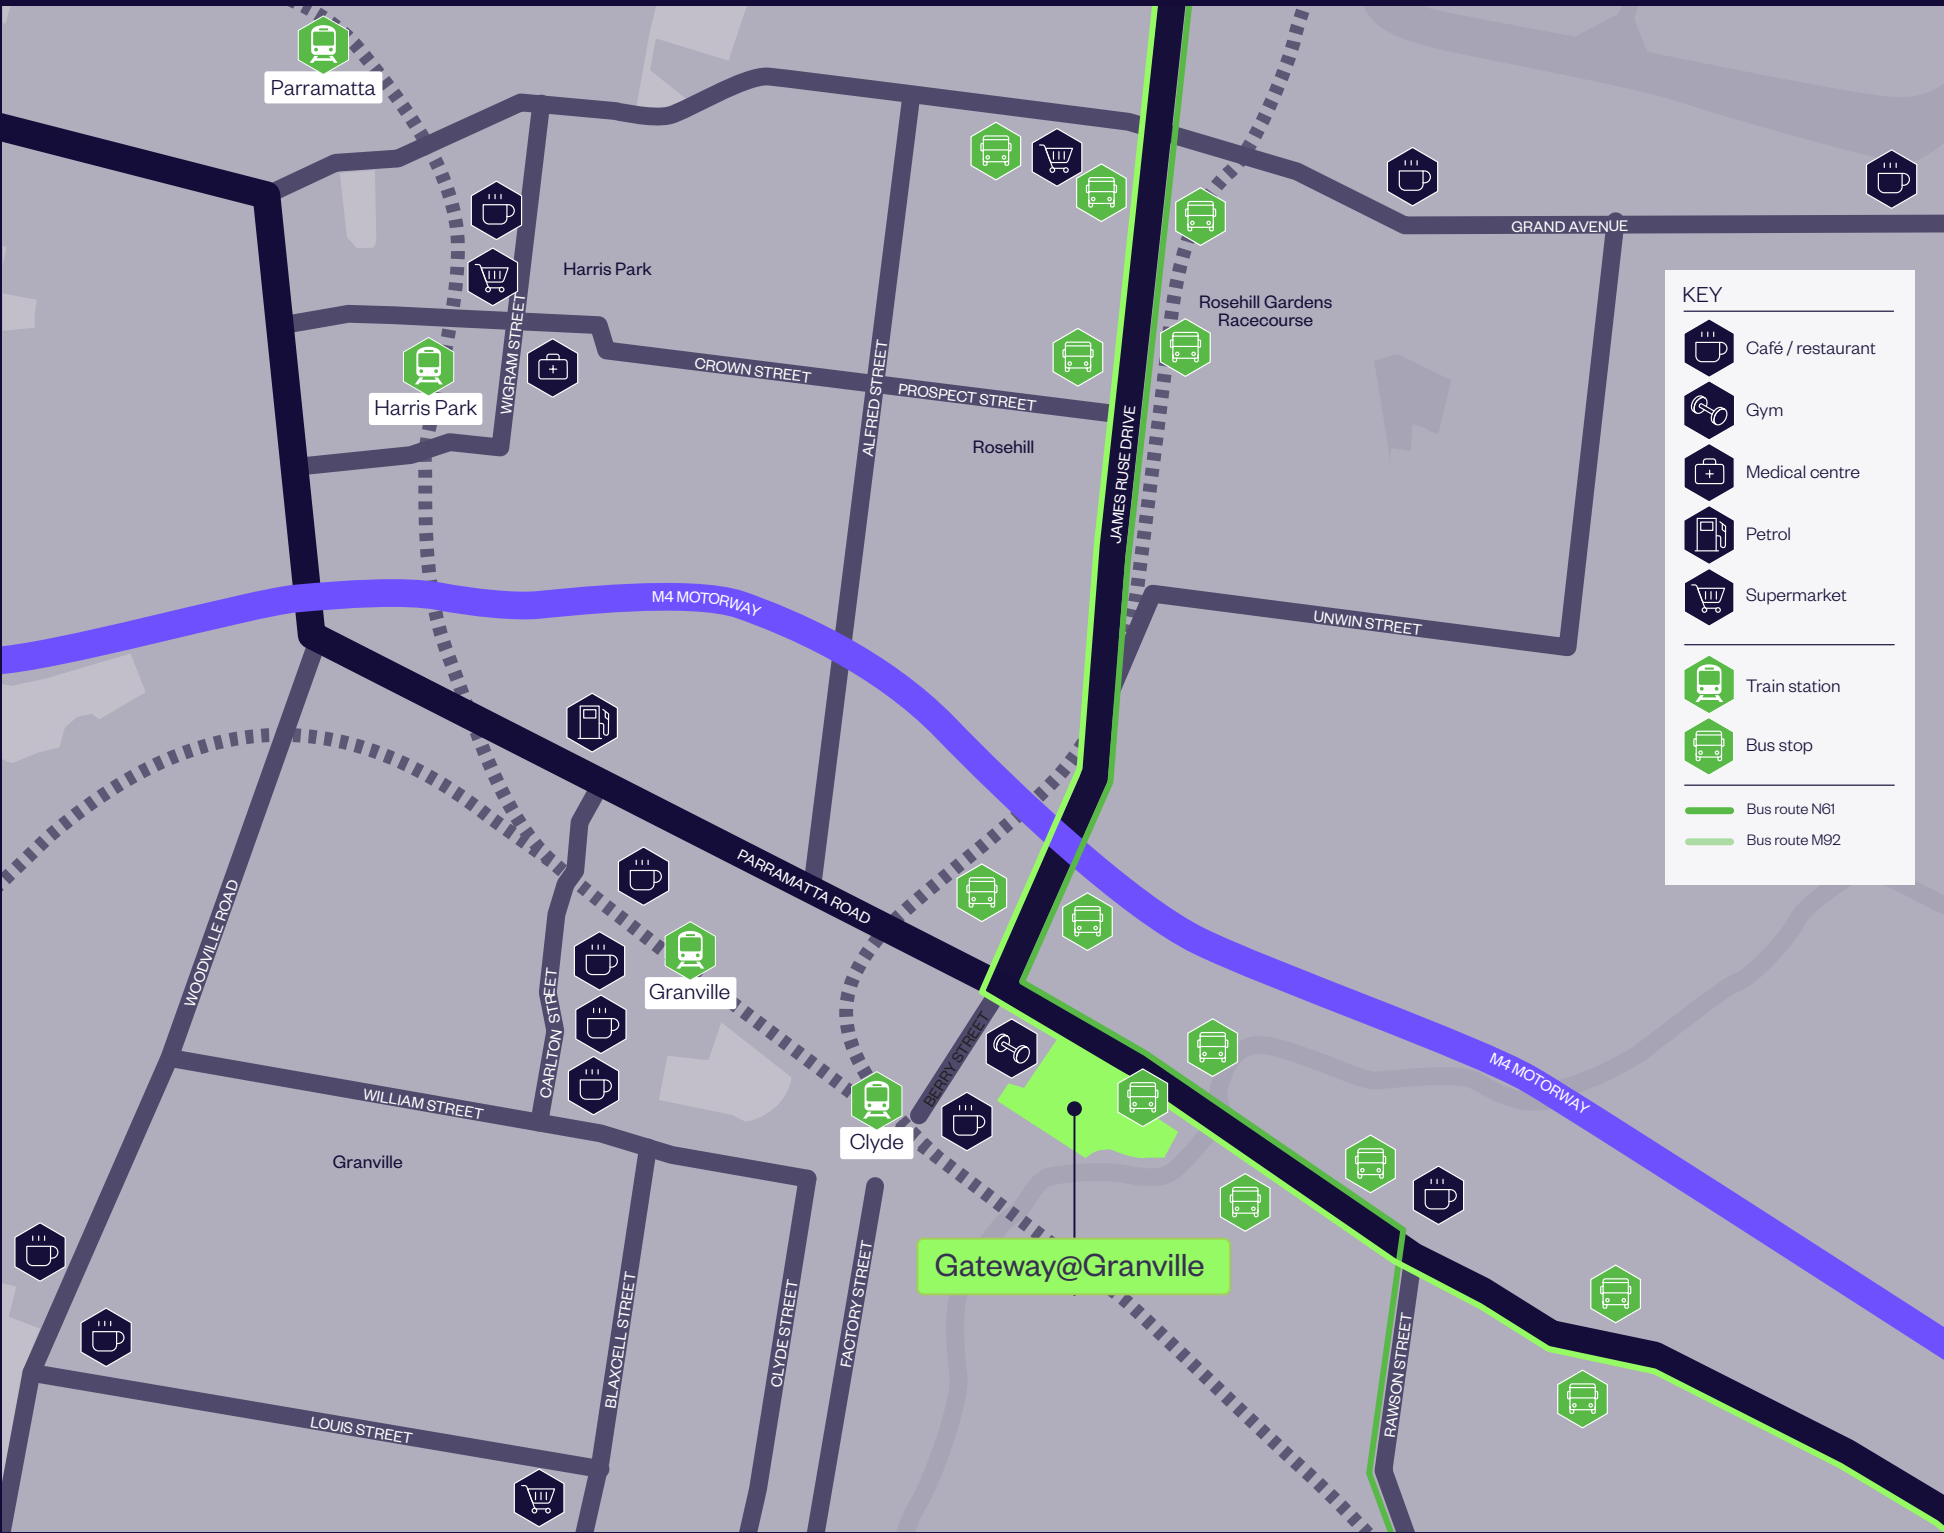 Parramatta
GRAND AVENUE
Harris Park
KEY
Rosehill Gardens
Racecourse
Café / restaurant
WIGRAM STREET
CROWN STREET
ALFRED STREET
PROSPECT STREET
Harris Park
Gym
Rosehill
JAMES RUSE DRIVE
Medical centre
Petrol
M4 MOTORWAY
Supermarket
UNWIN STREET
Train station
Bus stop
Bus route N61
Bus route M92
PARRAMATTA ROAD
WOODVILLE ROAD
Granville
CARLTON STREET
BERRY STREET
M4 MOTORWAY
WILLIAM STREET
Clyde
Granville
Gateway@Granville
BLAXCELL STREET
CLYDE STREET
FACTORY STREET
RAWSON STREET
LOUIS STREET